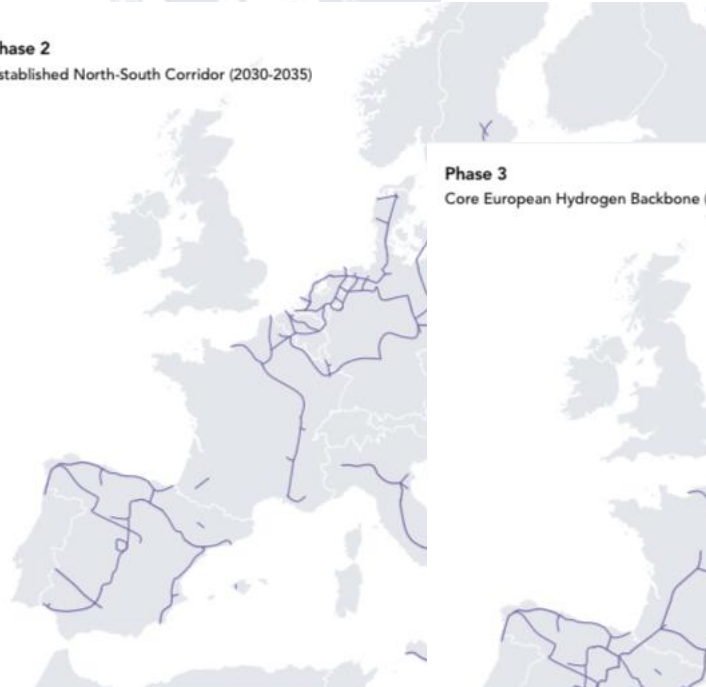 hase 2
stablished North-South Corridor (2030-2035)
Phase 3
Core European Hydrogen Backbone (